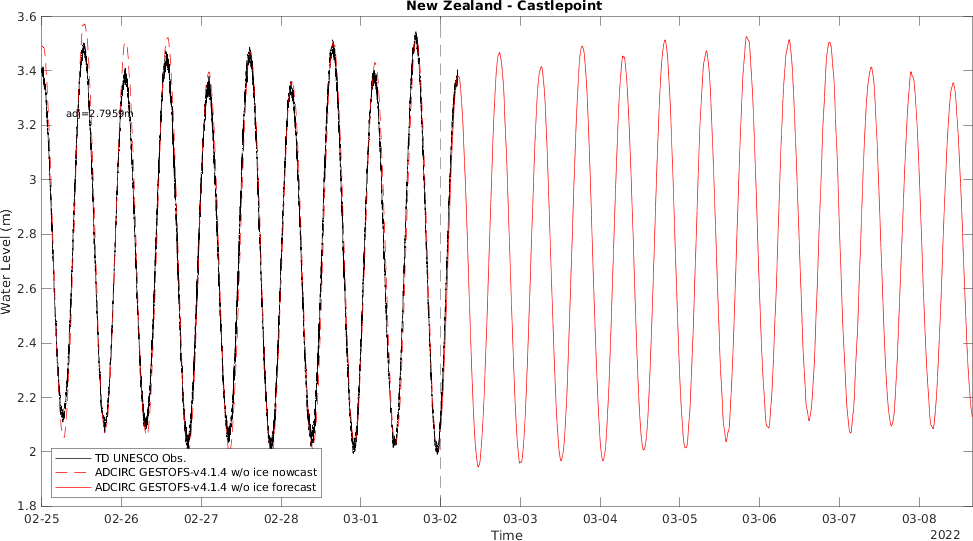 New Zealand - Castlepoint
Water Level (m)
3.6
3.4
3.2
3
2.8
2.6
2.4
2.2
2
1.8
adj=2.7959m
TD UNESCO Obs.
ADCIRC GESTOFS-v4.1.4 w/o ice nowcast
ADCIRC GESTOFS-v4.1.4 w/o ice forecast
02-25 02-26 02-27 02-28 03-01 03-02 03-03 03-04 03-05 03-06 03-07 03-08
Time
2022